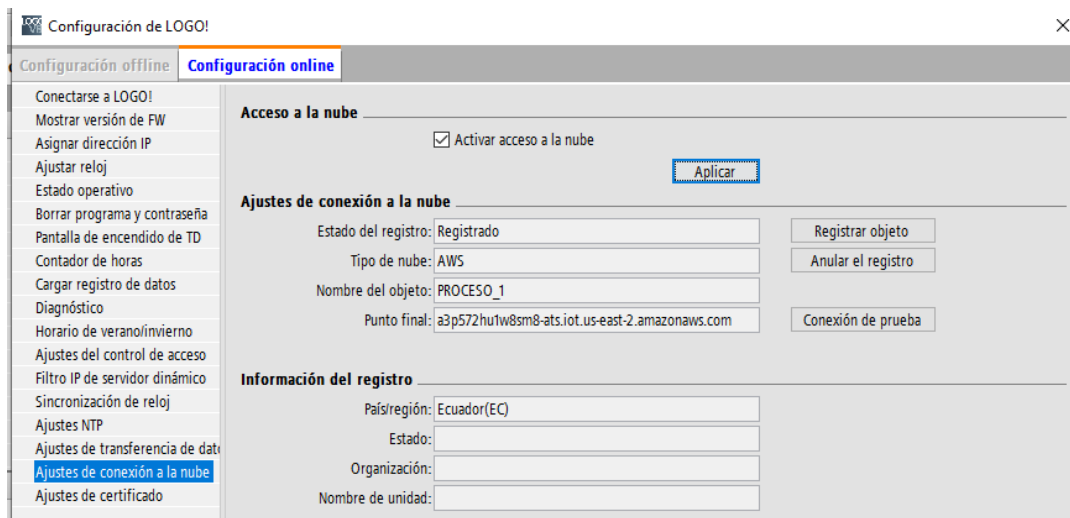 Configuración de LOGO!
Configuración offline Configuración online
Conectarse a LOGO!
Mostrar versión de FW
Asignar dirección IP
Ajustar reloj
Estado operativo
Borrar programa y contraseña
Pantalla de encendido de TD
Contador de horas
Cargar registro de datos
Diagnóstico
Horario de verano/invierno
Ajustes del control de acceso
Filtro IP de servidor dinámico
Sincronización de reloj
Ajustes NTP
Ajustes de transferencia de dat
Ajustes de conexión a la nube
Ajustes de certificado
Acceso a la nube
Activar acceso a la nube
Aplicar
Ajustes de conexión a la nube
Estado del registro: Registrado Registrar objeto
Tipo de nube: AWS Anular el registro
Nombre del objeto: PROCESO_1
Punto final: a3p572hu1w8sm8-ats.iot.us-east-2.amazonaws.com Conexión de prueba
Información del registro
País/región: Ecuador(EC)
Estado:
Organización:
Nombre de unidad: